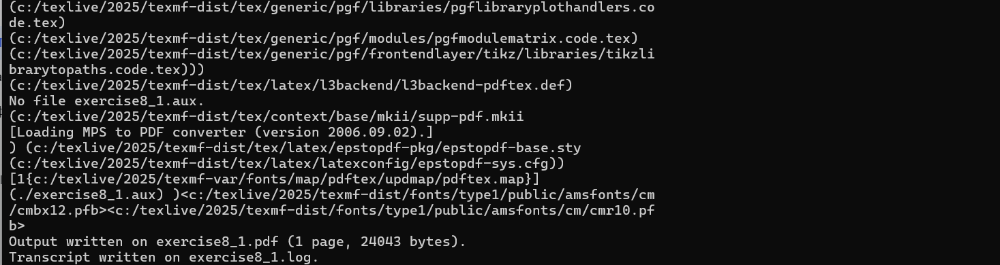 (c:/texlive/2025/texmf-dist/tex/generic/pgf/libraries/pgflibraryplothandlers.co
de.tex)
(c:/texlive/2025/texmf-dist/tex/generic/pgf/modules/pgfmodulematrix.code.tex)
(c:/texlive/2025/texmf-dist/tex/generic/pgf/frontendlayer/tikz/libraries/tikzli
brarytopaths.code.tex)))
(c:/texlive/2025/texmf-dist/tex/latex/l3backend/l3backend-pdftex.def)
No file exercise8_1.aux.
(c:/texlive/2025/texmf-dist/tex/context/base/mkii/supp-pdf.mkii
[Loading MPS to PDF converter (version 2006.09.02).]
) (c:/texlive/2025/texmf-dist/tex/latex/epstopdf-pkg/epstopdf-base.sty
(c:/texlive/2025/texmf-dist/tex/latex/latexconfig/epstopdf-sys.cfg))
[1{c:/texlive/2025/texmf-var/fonts/map/pdftex/updmap/pdftex.map}]
(./exercise8_1.aux) )<c:/texlive/2025/texmf-dist/fonts/type1/public/amsfonts/cm
/cmbx12.pfb><c:/texlive/2025/texmf-dist/fonts/type1/public/amsfonts/cm/cmr10.pf
b>
Output written on exercise8_1.pdf (1 page, 24043 bytes).
Transcript written on exercise8_1.log.